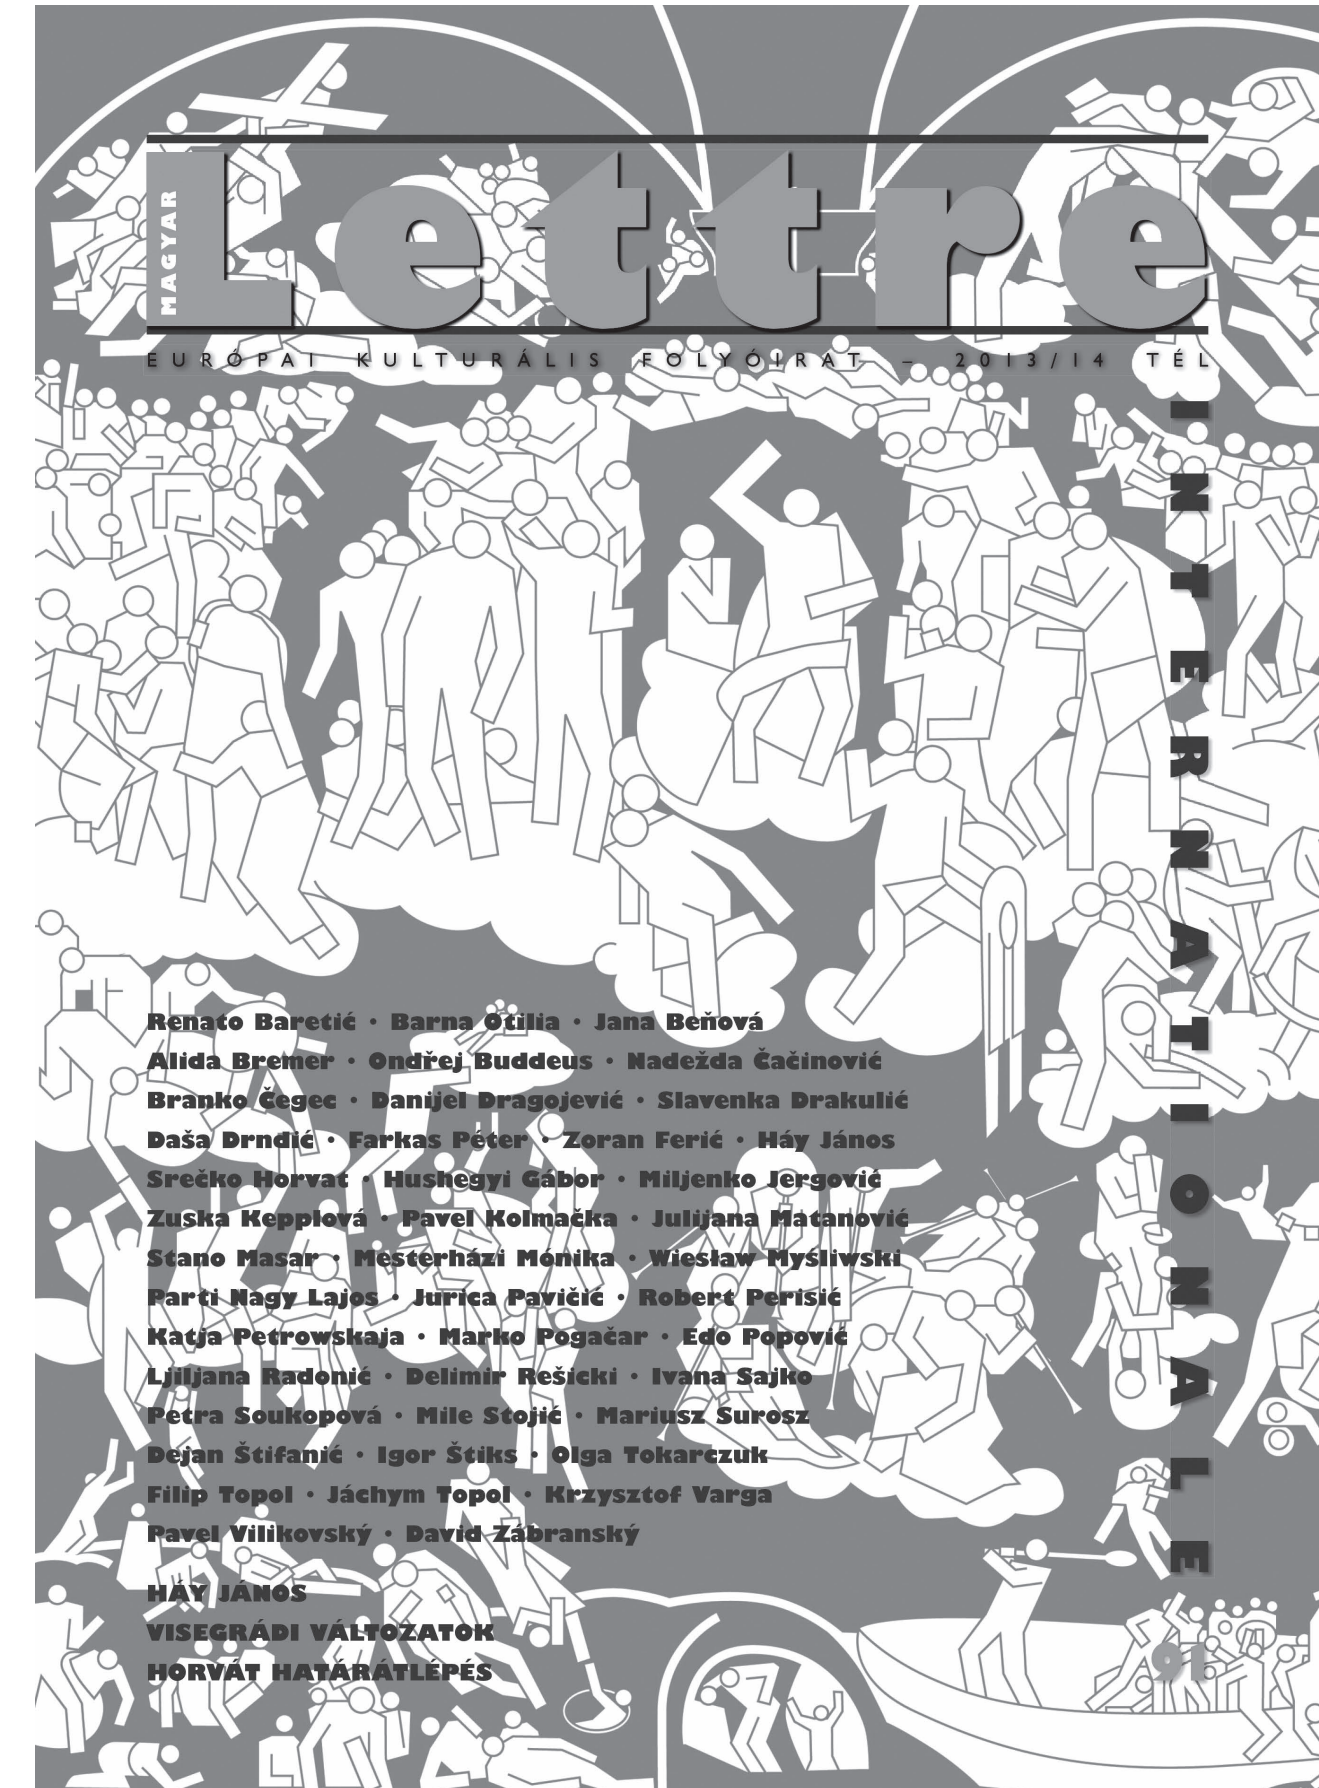 MAGYAR
Lettre
EURÓPAI KULTURÁLIS FOLYÓIRAT – 2013/14 TÉL
INTERNATIONALE
Renato Baretić • Barna Otilia • Jana Beňová
Alida Bremer • Ondřej Buddeus • Nadežda Čačinović
Branko Čegec • Danijel Dragojević • Slavenka Drakulić
Daša Drndić • Farkas Péter • Zoran Ferić • Háy János
Srečko Horvat • Hushegyi Gábor • Miljenko Jergović
Zuska Kepplová • Pavel Kolmačka • Julijana Matanović
Stano Masar • Mesterházi Mónika • Wiesław Myśliwski
Parti Nagy Lajos • Jurica Pavičić • Robert Perisić
Katja Petrowskaja • Marko Pogačar • Edo Popović
Ljiljana Radonić • Delimir Rešicki • Ivana Sajko
Petra Soukopová • Mile Stojić • Mariusz Surosz
Dejan Štifanić • Igor Štiks • Olga Tokarczuk
Filip Topol • Jáchym Topol • Krzysztof Varga
Pavel Vilikovský • David Zábranský
HÁY JÁNOS
VISEGRÁDI VÁLTOZATOK
HORVÁT HATÁRÁTLÉPÉS
91